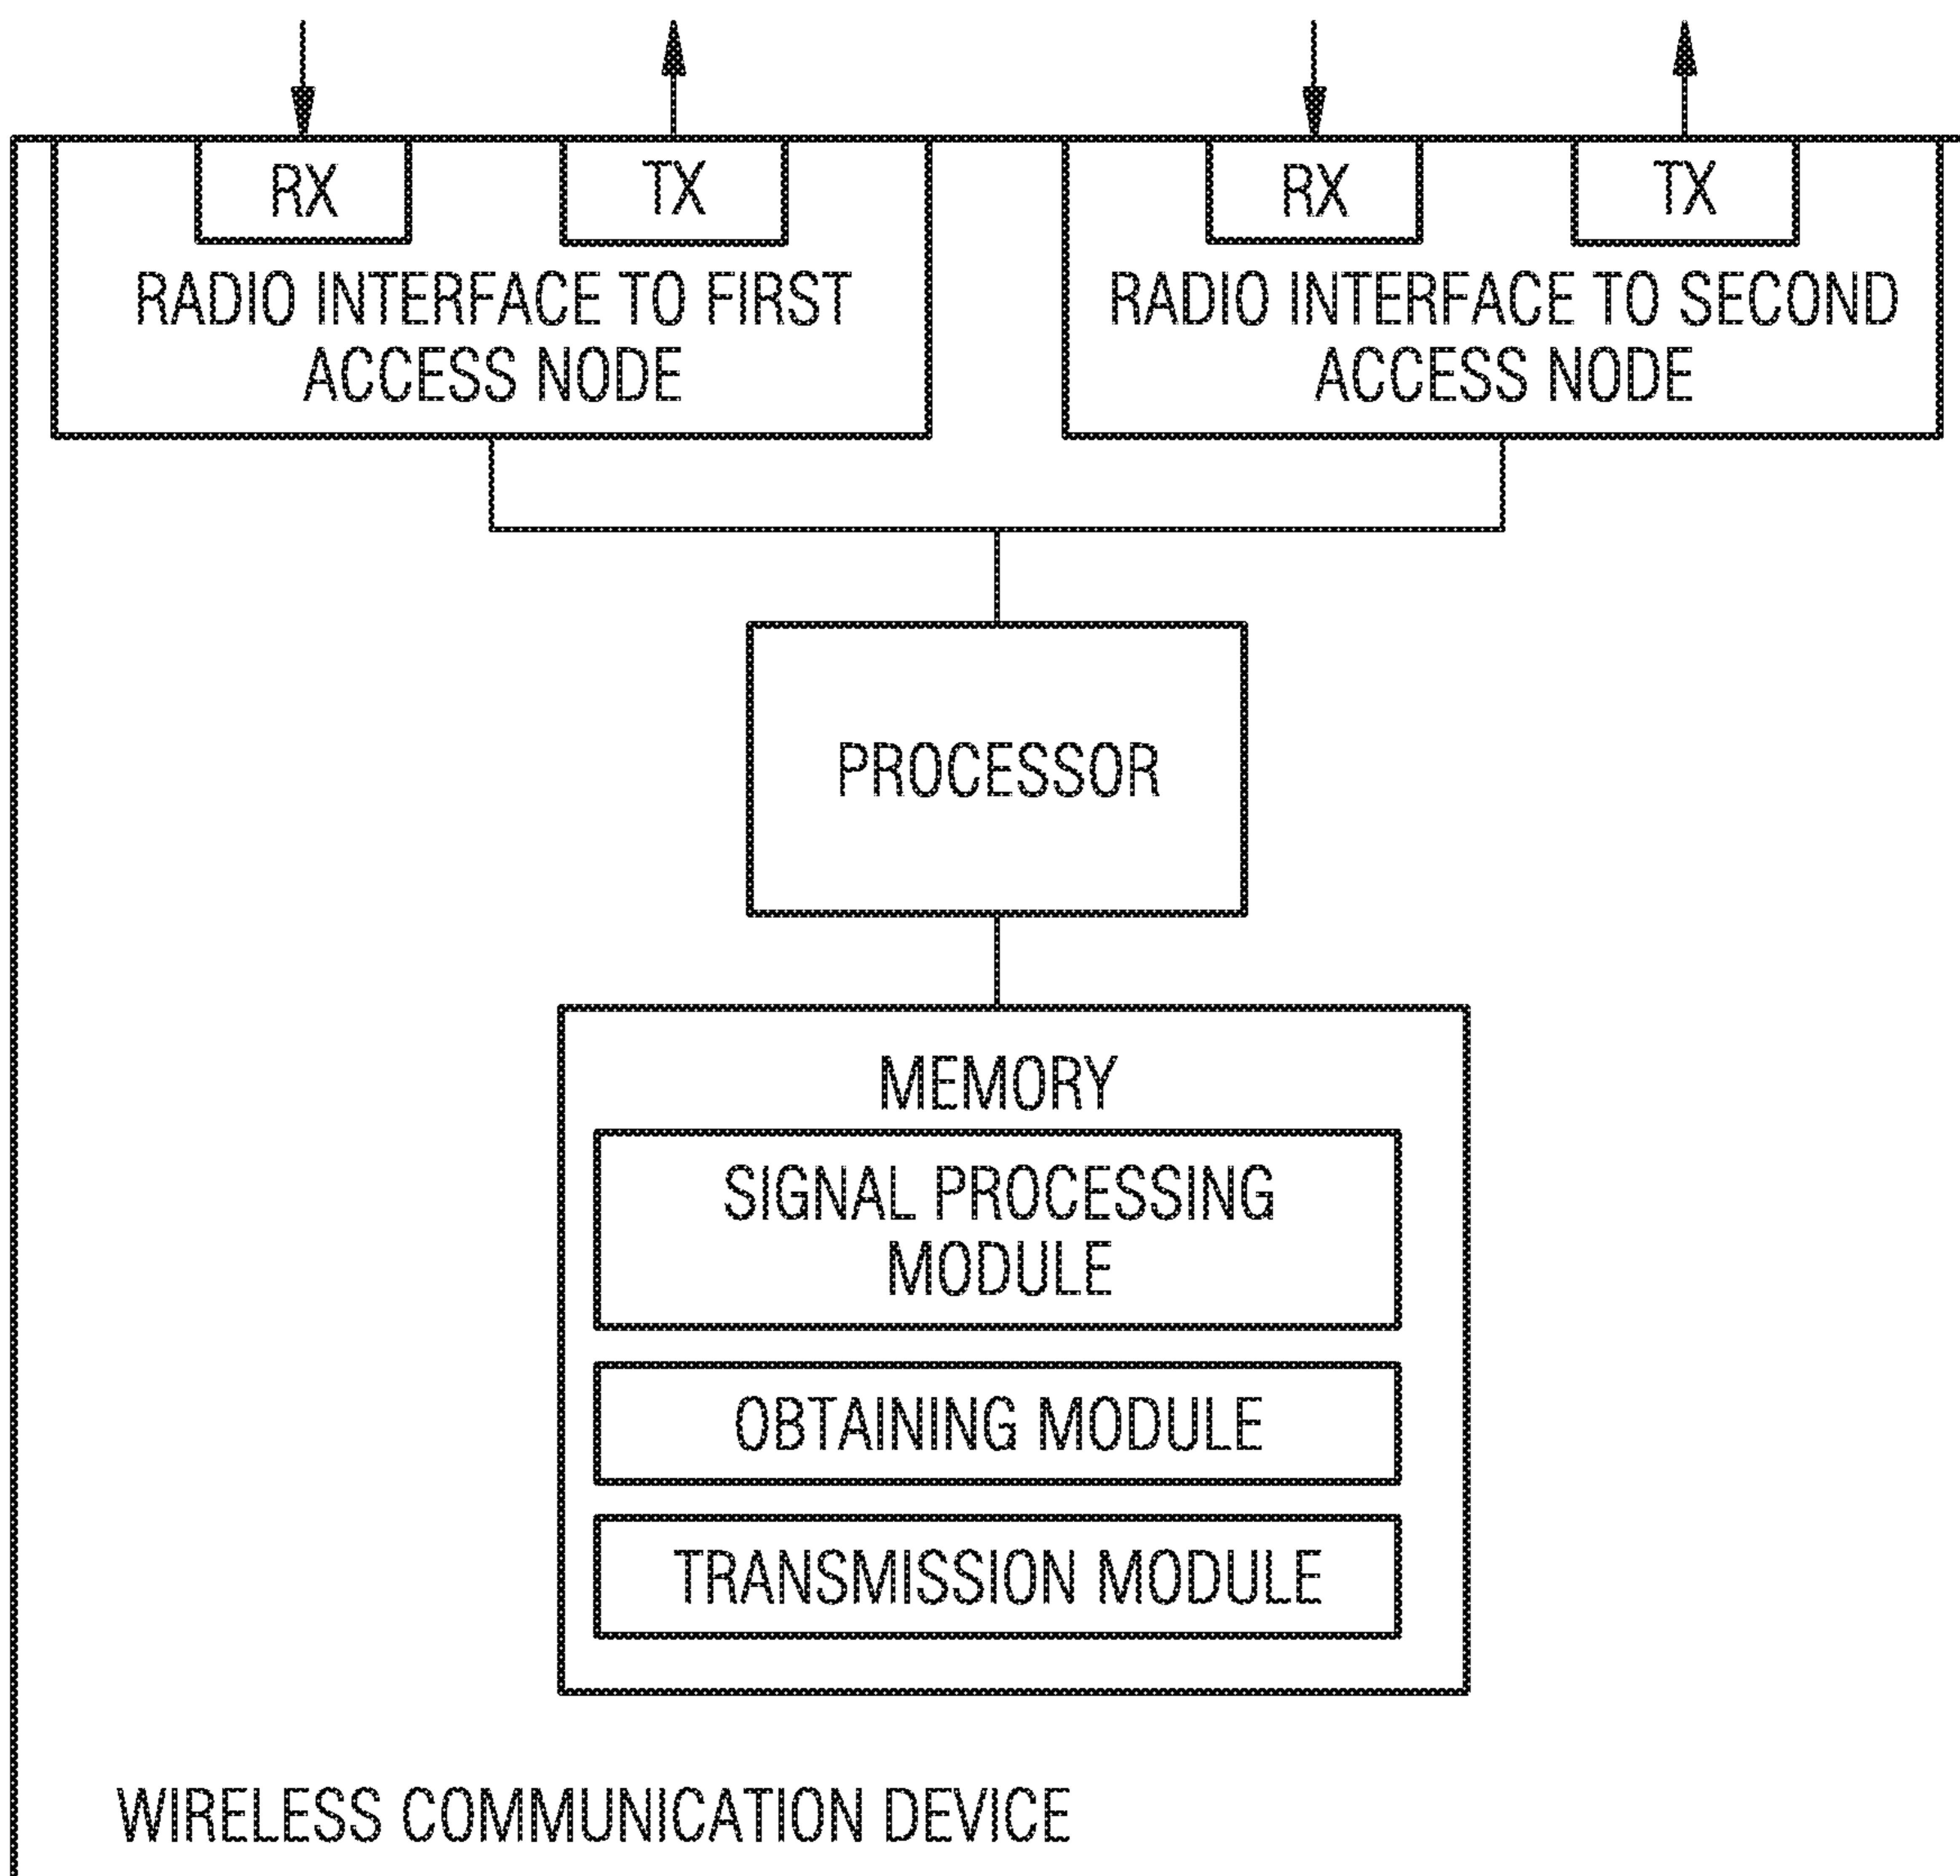 RX
TX
RADIO INTERFACE TO FIRST
ACCESS NODE
RX
TX
RADIO INTERFACE TO SECOND
ACCESS NODE
PROCESSOR
MEMORY
SIGNAL PROCESSING
MODULE
OBTAINING MODULE
TRANSMISSION MODULE
WIRELESS COMMUNICATION DEVICE